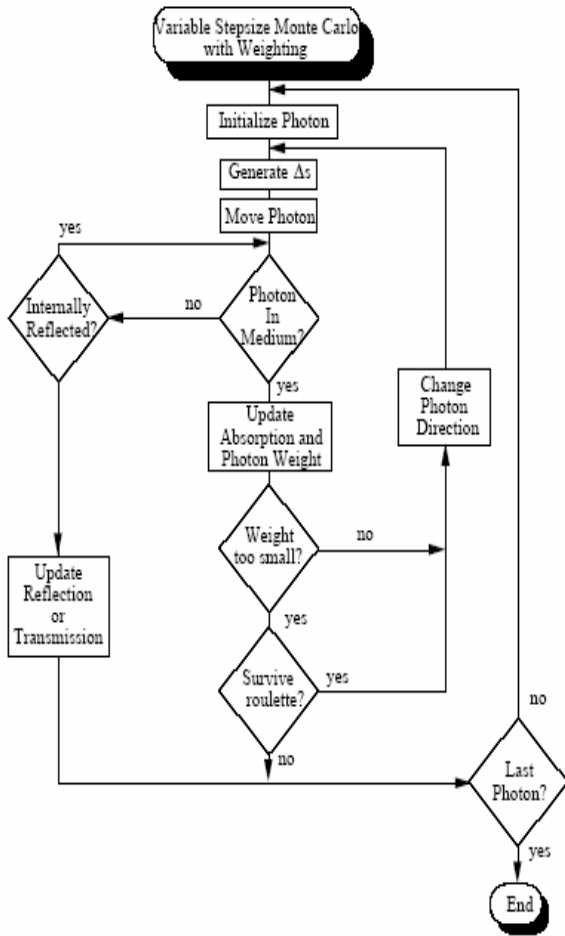 Variable Stepsize Monte Carlo
with Weighting
Initialize Photon
Generate Δs
Move Photon
yes
Internally
Reflected?
no
Photon
In
Medium?
yes
Change
Photon
Direction
Update
Absorption and
Photon Weight
Weight
too small?
no
yes
Update
Reflection
or
Transmission
Survive
roulette?
yes
no
no
Last
Photon?
yes
End